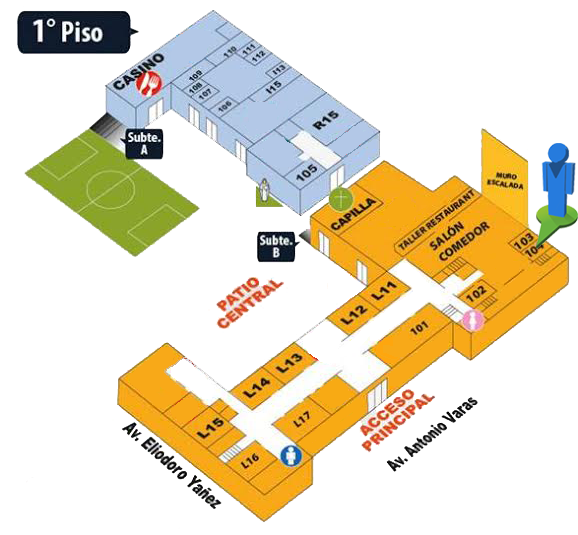 1° Piso
CASINO
110
111
112
109
113
108
107
115
106
R15
105
Subte.
A
MURO
ESCALADA
CAPILLA
TALLER RESTAURANT
SALÓN
COMEDOR
103
104
Subte.
B
102
PATIO
CENTRAL
L11
L12
101
L13
L14
L17
L15
L16
ACCESO
PRINCIPAL
Av. Antonio Varas
Av. Eliodoro Yañez